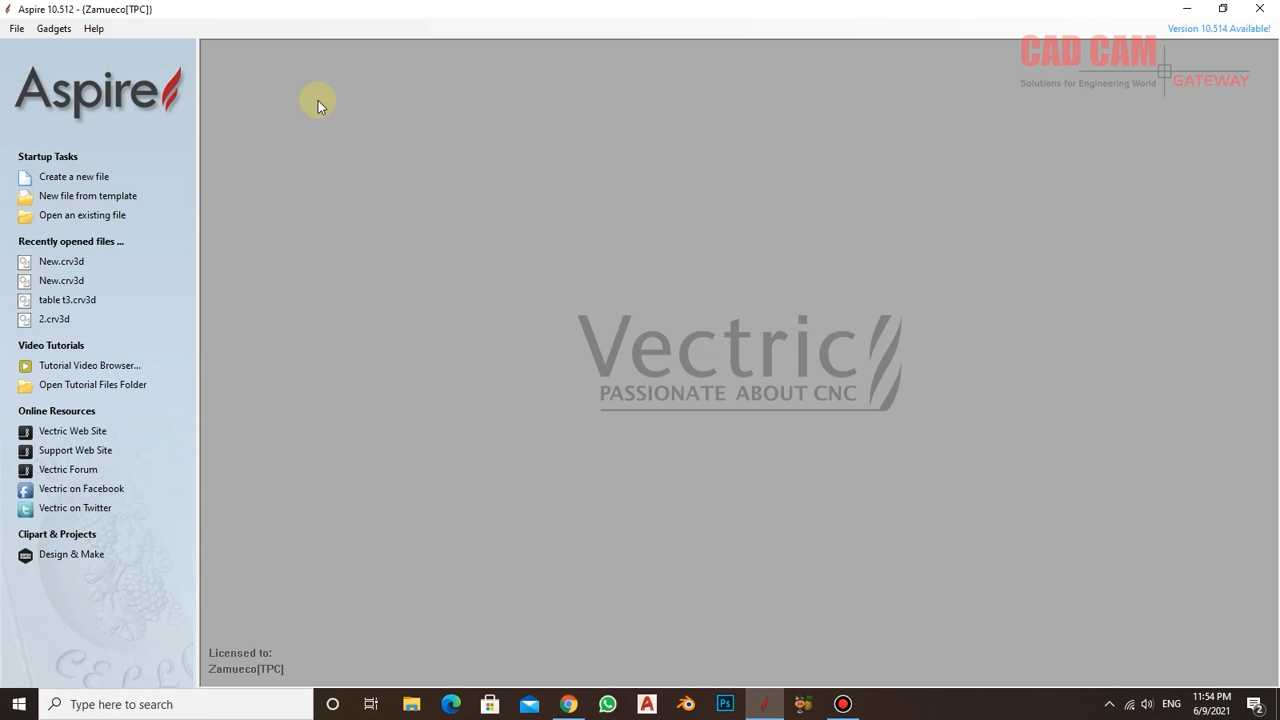 Aspire 10.512 - {Zamueco[TPC]}
File Gadgets Help
Version 10.514 Available!
CAD CAM
Solutions for Engineering World
GATEWAY
Aspire
Startup Tasks
Create a new file
New file from template
Open an existing file
Recently opened files ...
New.crv3d
New.crv3d
table t3.crv3d
2.crv3d
Video Tutorials
Tutorial Video Browser...
Open Tutorial Files Folder
Online Resources
Vectric Web Site
Support Web Site
Vectric Forum
Vectric on Facebook
Vectric on Twitter
Clipart & Projects
Design & Make
Vectric
PASSIONATE ABOUT CNC
Licensed to:
Zamueco[TPC]
Type here to search
ENG
11:54 PM
6/9/2021